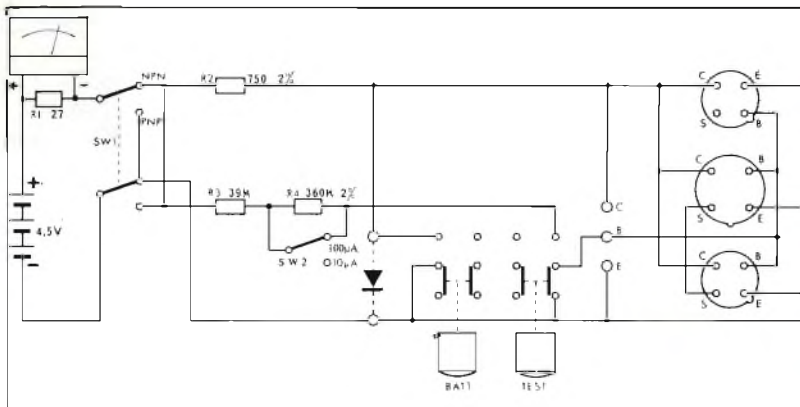 + −
R1 27
NPN
PNP
SW1
R2 750 2%
+
4,5V
−
R3 39M
R4 360M 2%
SW2
100µA
10µA
C
B
E
BATT
TEST
C E
S B
C B
S E
C B
S E